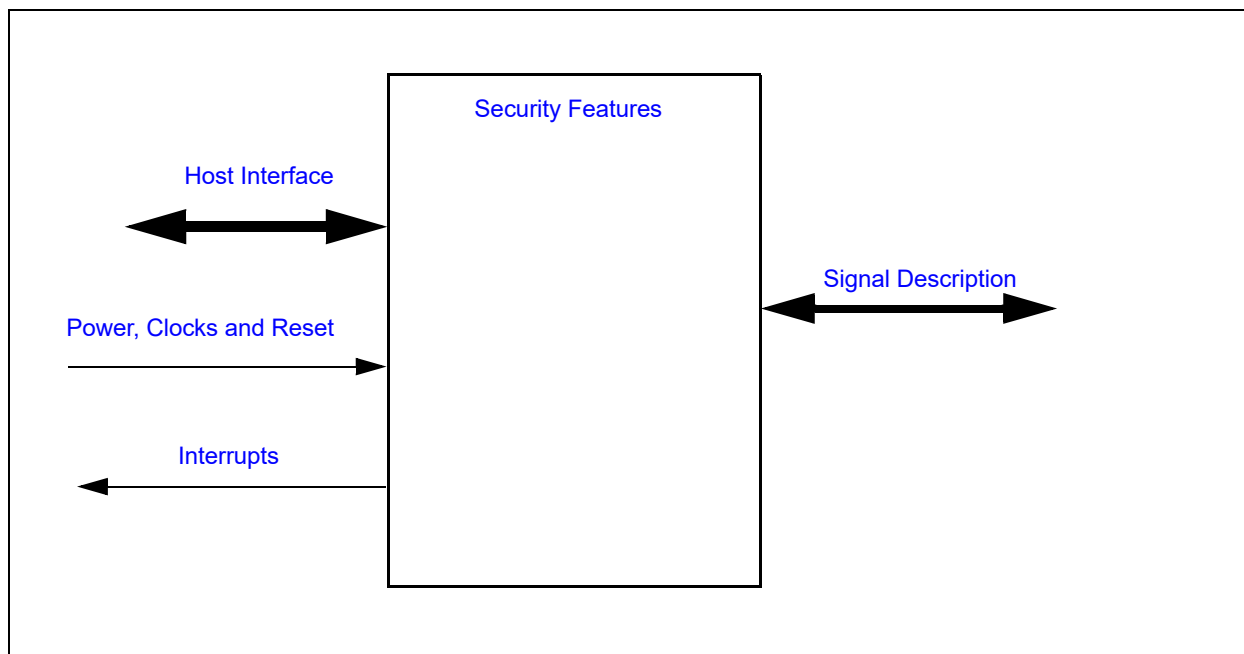 Security Features
Host Interface
Signal Description
Power, Clocks and Reset
Interrupts